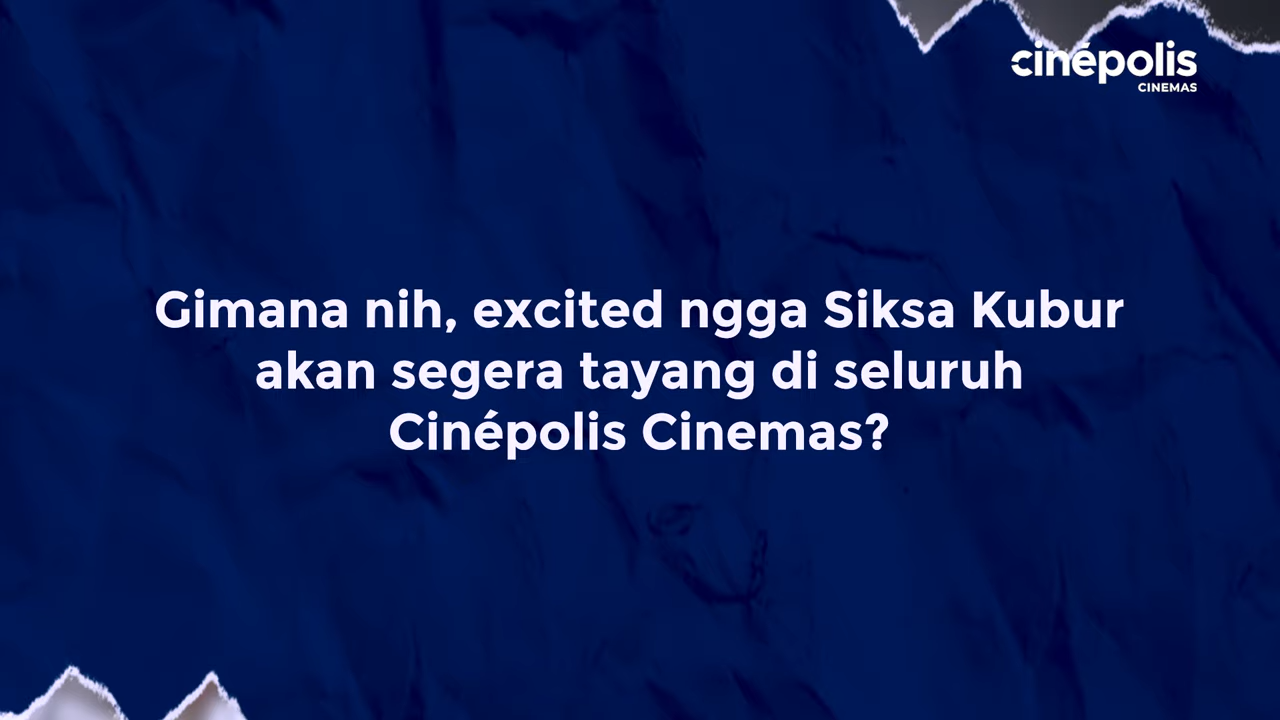 cinépolis
CINEMAS
Gimana nih, excited ngga Siksa Kubur
akan segera tayang di seluruh
Cinépolis Cinemas?